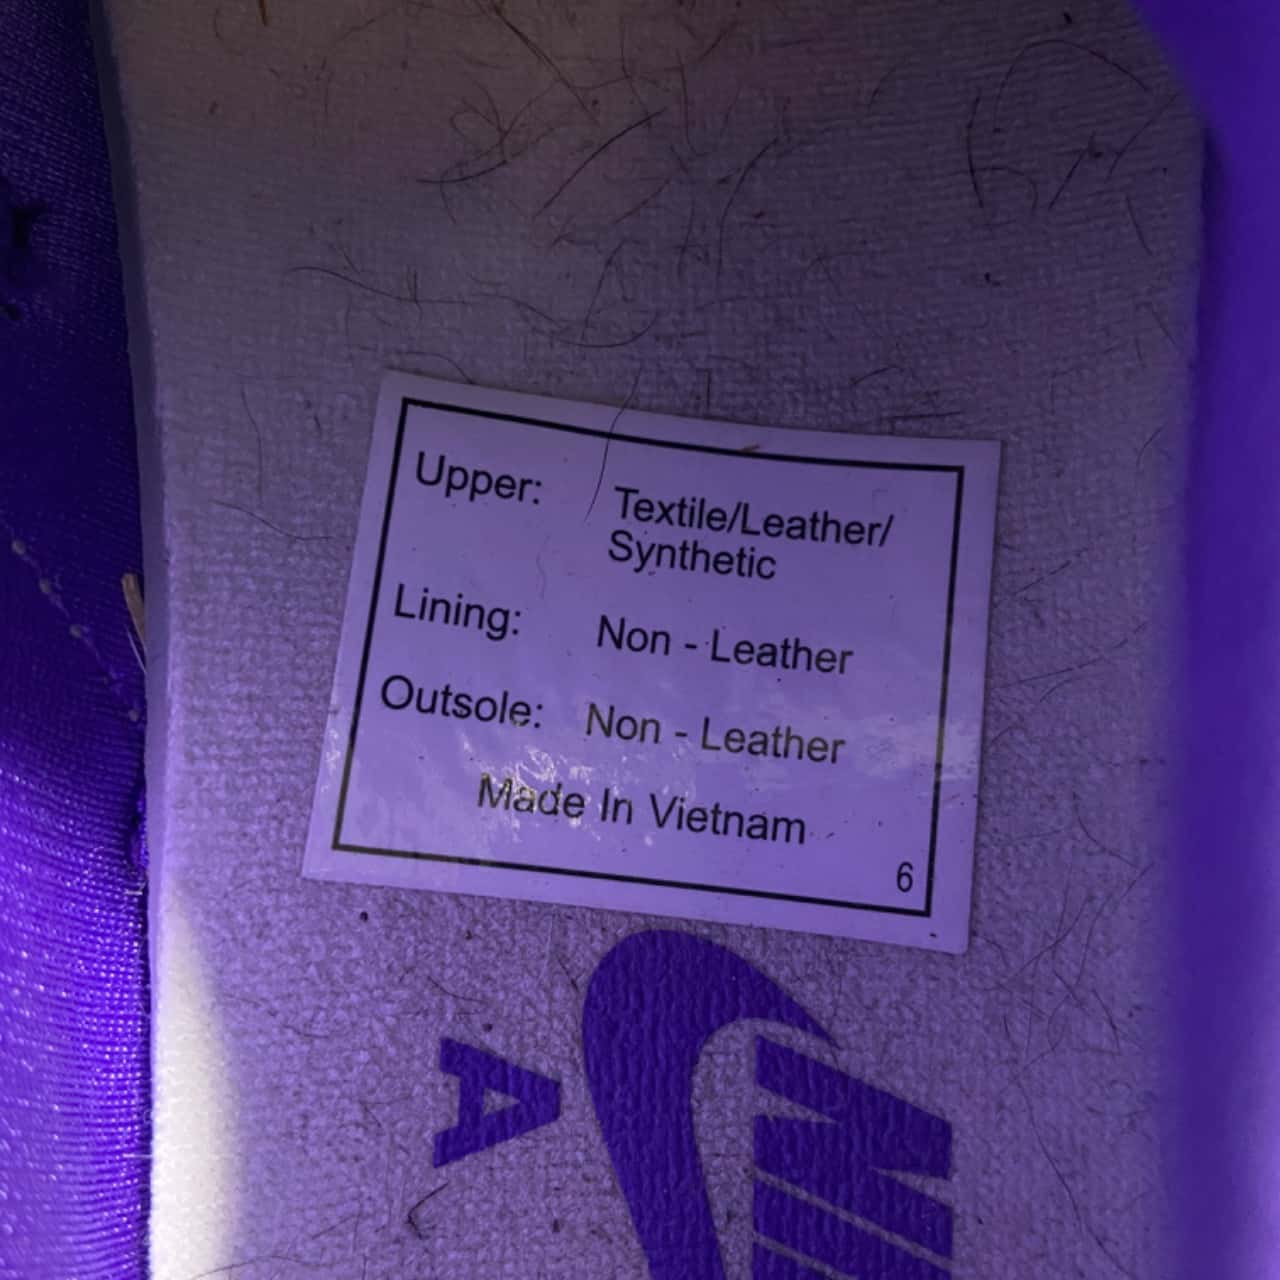 Upper: Textile/Leather/
Synthetic
Lining: Non - Leather
Outsole: Non - Leather
Made In Vietnam
6
A